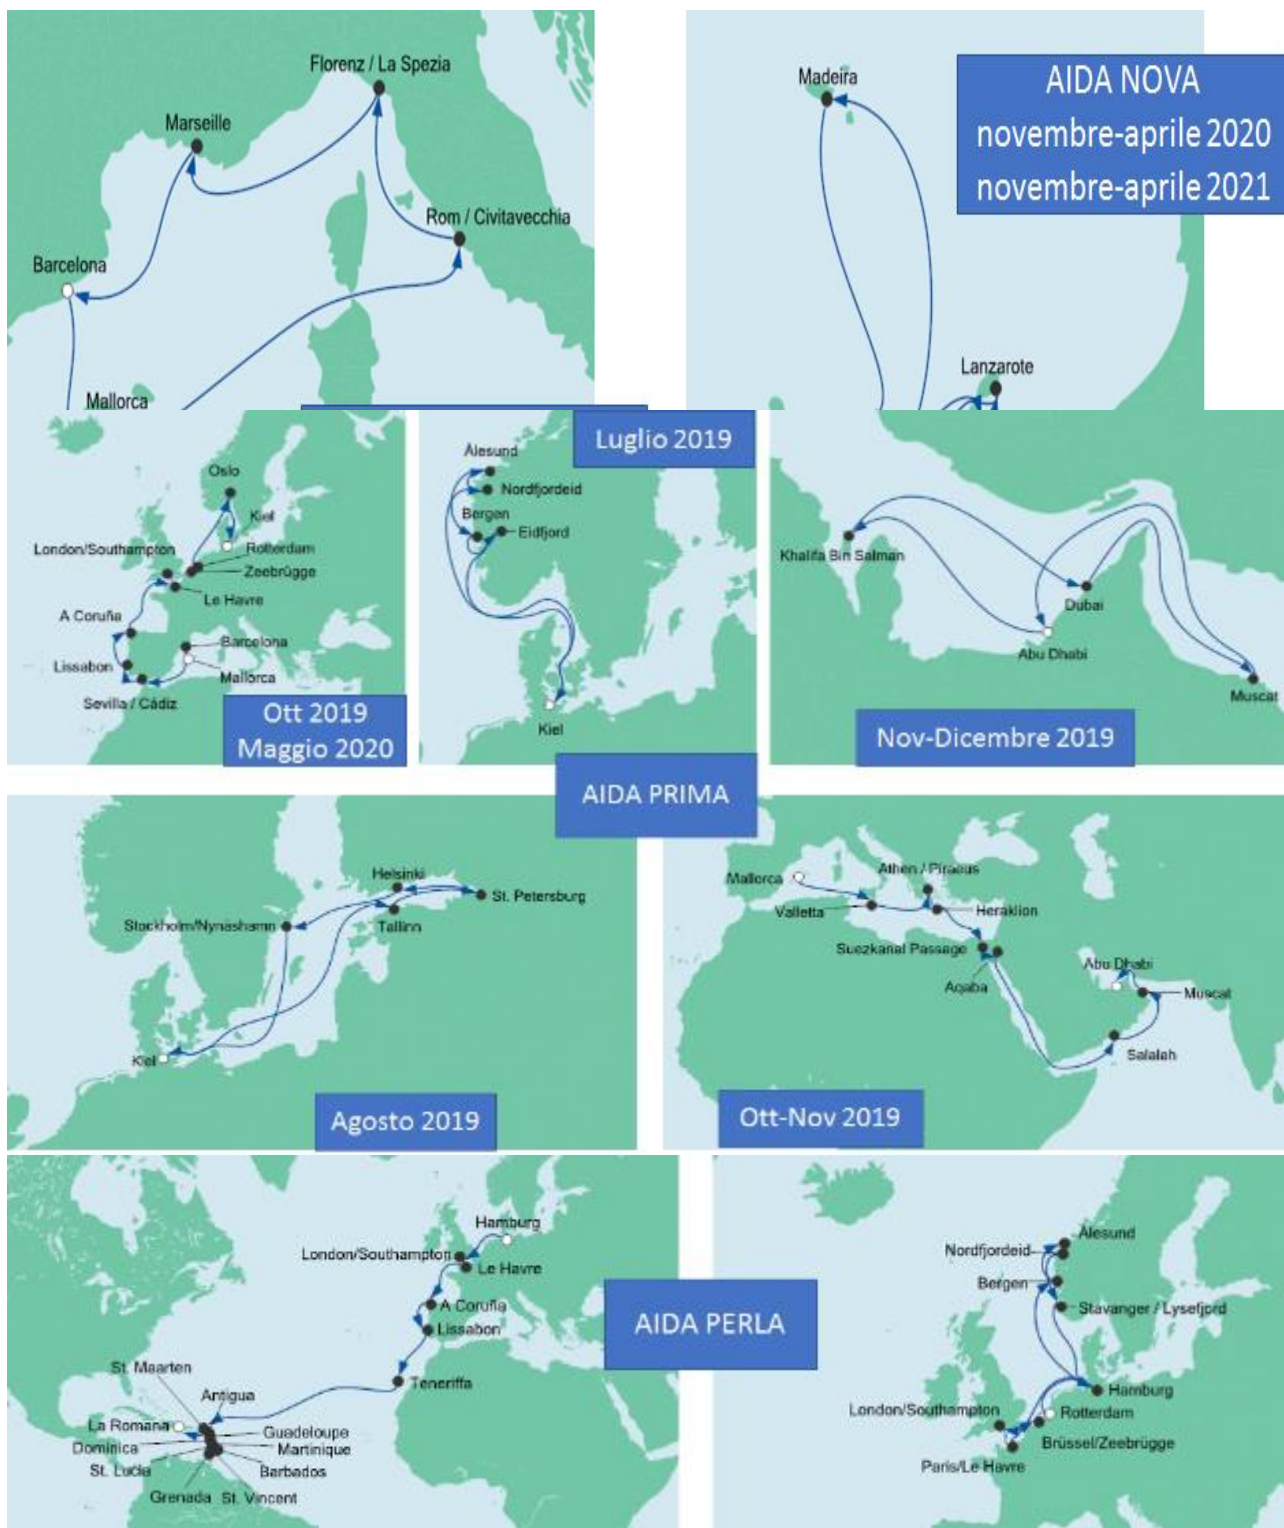 Florenz / La Spezia
Marseille
Rom / Civitavecchia
Barcelona
Mallorca
Madeira
AIDA NOVA
novembre-aprile 2020
novembre-aprile 2021
Lanzarote
Oslo
Kiel
London/Southampton
Rotterdam
Zeebrügge
Le Havre
A Coruña
Barcelona
Lissabon
Mallorca
Sevilla / Cádiz
Ott 2019
Maggio 2020
Luglio 2019
Ålesund
Nordfjordeid
Bergen
Eidfjord
Kiel
Khalifa Bin Salman
Dubai
Abu Dhabi
Muscat
Nov-Dicembre 2019
AIDA PRIMA
Helsinki
St. Petersburg
Stockholm/Nynäshamn
Tallinn
Kiel
Agosto 2019
Mallorca
Athen / Piraeus
Valletta
Heraklion
Suezkanal Passage
Abu Dhabi
Aqaba
Muscat
Salalah
Ott-Nov 2019
Hamburg
London/Southampton
Le Havre
A Coruña
Lissabon
St. Maarten
Teneriffa
Antigua
La Romana
Guadeloupe
Dominica
Martinique
St. Lucia
Barbados
Grenada
St. Vincent
AIDA PERLA
Ålesund
Nordfjordeid
Bergen
Stavanger / Lysefjord
Hamburg
London/Southampton
Rotterdam
Brüssel/Zeebrügge
Paris/Le Havre